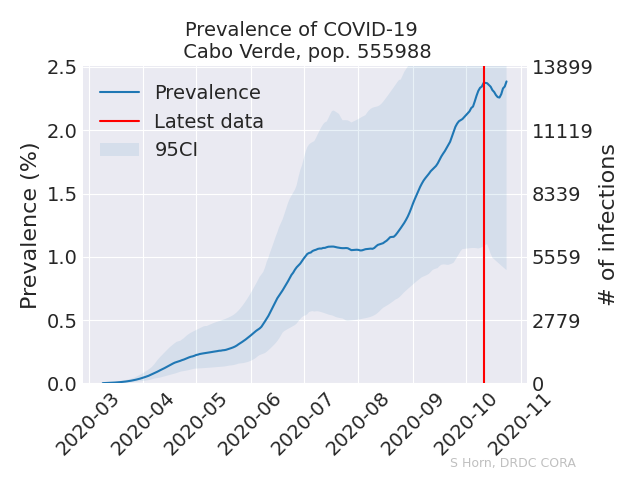 Prevalence of COVID-19
Cabo Verde, pop. 555988
Prevalence
Latest data
95CI
Prevalence (%)
2.5
2.0
1.5
1.0
0.5
0.0
13899
11119
8339
5559
2779
0
# of infections
2020-03
2020-04
2020-05
2020-06
2020-07
2020-08
2020-09
2020-10
2020-11
S Horn, DRDC CORA